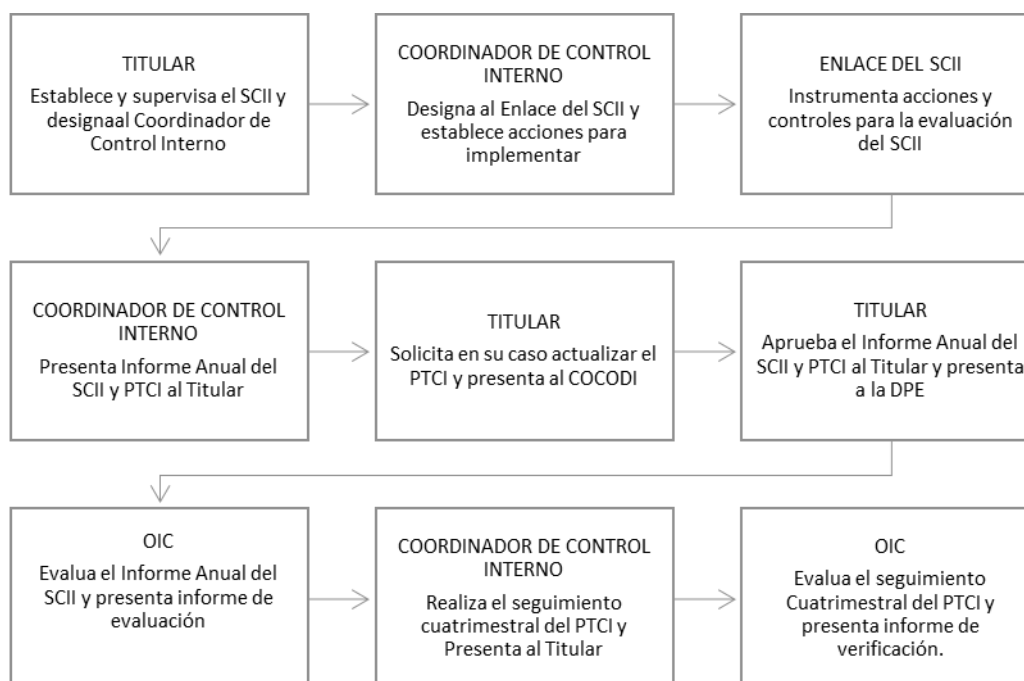 TITULAR
Establece y supervisa el SCII y
designaal Coordinador de
Control Interno
COORDINADOR DE CONTROL
INTERNO
Designa al Enlace del SCII y
establece acciones para
implementar
ENLACE DEL SCII
Instrumenta acciones y
controles para la evaluación
del SCII
COORDINADOR DE CONTROL
INTERNO
Presenta Informe Anual del
SCII y PTCI al Titular
TITULAR
Solicita en su caso actualizar el
PTCI y presenta al COCODI
TITULAR
Aprueba el Informe Anual del
SCII y PTCI al Titular y presenta
a la DPE
OIC
Evalua el Informe Anual del
SCII y presenta informe de
evaluación
COORDINADOR DE CONTROL
INTERNO
Realiza el seguimiento
cuatrimestral del PTCI y
Presenta al Titular
OIC
Evalua el seguimiento
Cuatrimestral del PTCI y
presenta informe de
verificación.